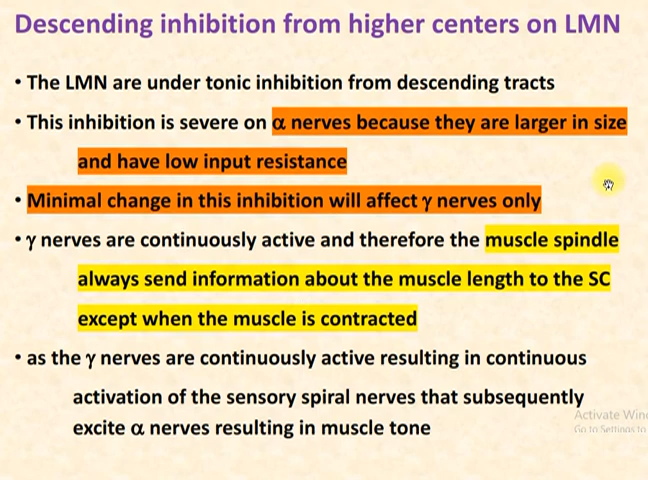 Descending inhibition from higher centers on LMN
• The LMN are under tonic inhibition from descending tracts
• This inhibition is severe on α nerves because they are larger in size
and have low input resistance
• Minimal change in this inhibition will affect γ nerves only
• γ nerves are continuously active and therefore the muscle spindle
always send information about the muscle length to the SC
except when the muscle is contracted
• as the γ nerves are continuously active resulting in continuous
activation of the sensory spiral nerves that subsequently
excite α nerves resulting in muscle tone
Activate Win
Go to Settings to